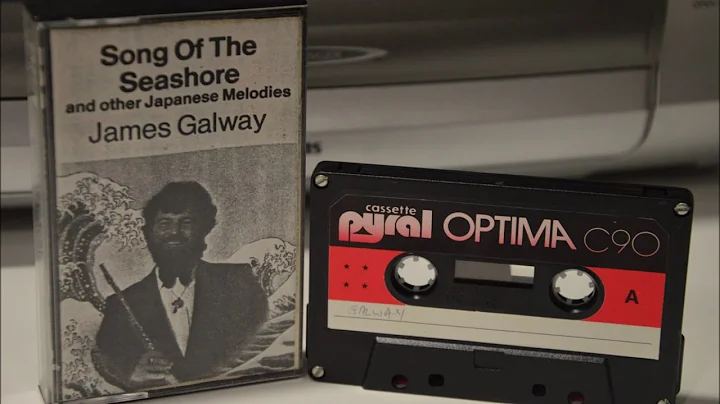 Song Of The
Seashore
and other Japanese Melodies
James Galway
cassette
pyral OPTIMA C90
A
GALWAY